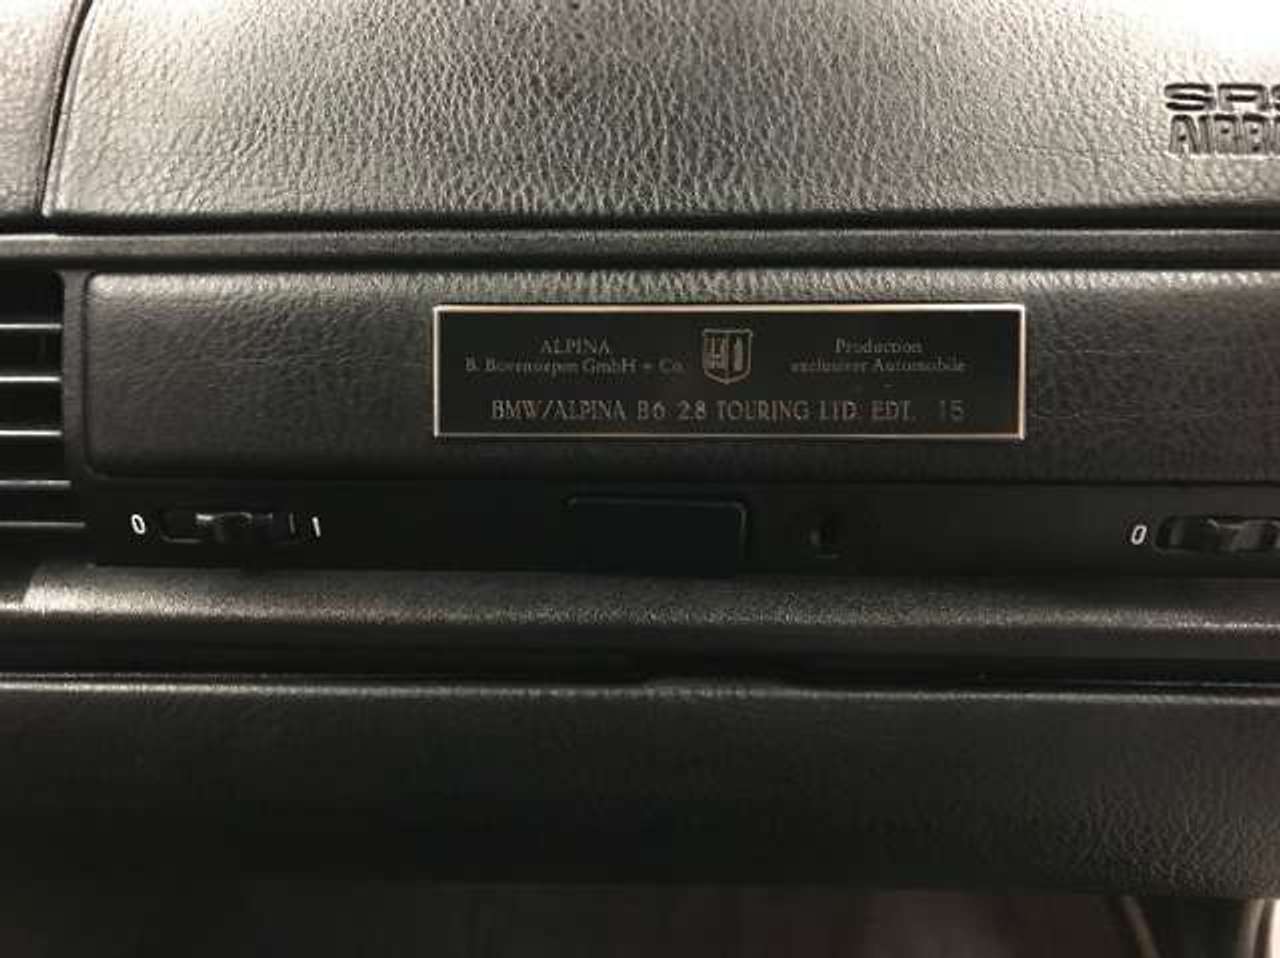 SRS
AIRBAG
ALPINA
B. Bovensiepen GmbH + Co.
Production
exclusiver Automobile
BMW/ALPINA B6 2.8 TOURING LTD. EDT. 15
0 1
0